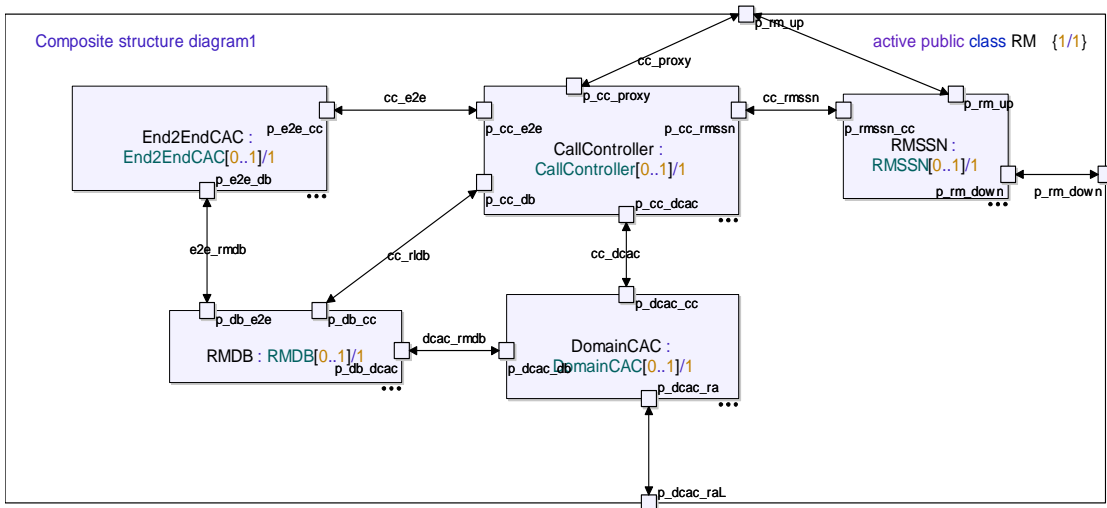 p_rm_up
Composite structure diagram1
active public class RM {1/1}
cc_proxy
p_cc_proxy
p_rm_up
cc_e2e
cc_rmssn
p_e2e_cc
p_cc_e2e
p_cc_rmssn
p_rmssn_cc
End2EndCAC :
End2EndCAC[0..1]/1
CallController :
CallController[0..1]/1
RMSSN :
RMSSN[0..1]/1
p_e2e_db
p_cc_db
p_cc_dcac
p_rm_down
p_rm_down
e2e_rmdb
cc_rldb
cc_dcac
p_db_e2e
p_db_cc
p_dcac_cc
RMDB : RMDB[0..1]/1
p_db_dcac
dcac_rmdb
DomainCAC :
DomainCAC[0..1]/1
p_dcac_db
p_dcac_ra
p_dcac_raL